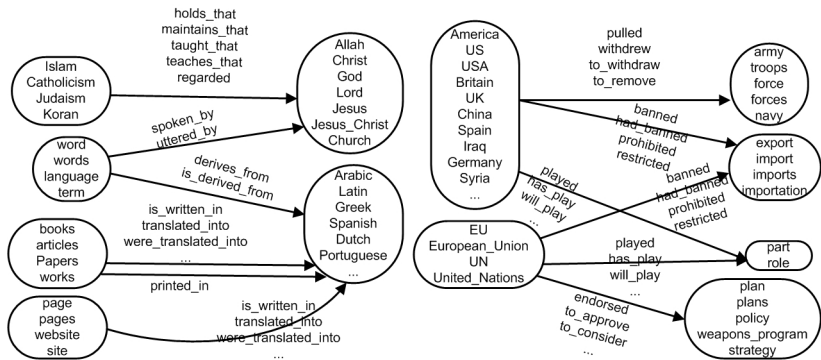 holds_that
maintains_that
taught_that
teaches_that
regarded
Islam
Catholicism
Judaism
Koran
Allah
Christ
God
Lord
Jesus
Jesus_Christ
Church
spoken_by
uttered_by
word
words
language
term
derives_from
is_derived_from
Arabic
Latin
Greek
Spanish
Dutch
Portuguese
...
is_written_in
translated_into
were_translated_into
...
books
articles
Papers
works
printed_in
page
pages
website
site
is_written_in
translated_into
were_translated_into
...
America
US
USA
Britain
UK
China
Spain
Iraq
Germany
Syria
...
pulled
withdrew
to_withdraw
to_remove
army
troops
force
forces
navy
banned
had_banned
prohibited
restricted
export
import
imports
importation
banned
had_banned
prohibited
restricted
played
has_play
will_play
...
EU
European_Union
UN
United_Nations
played
has_play
will_play
...
part
role
endorsed
to_approve
to_consider
...
plan
plans
policy
weapons_program
strategy